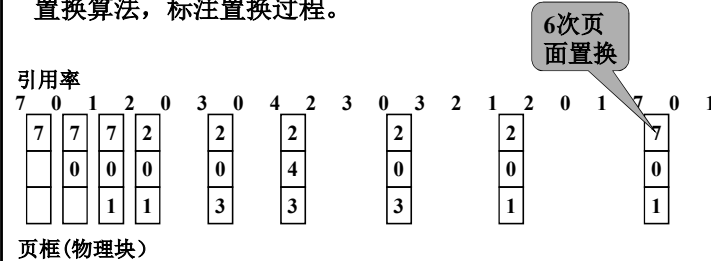 置换算法，标注置换过程。
6次页
面置换
引用率
7 0 1 2 0 3 0 4 2 3 0 3 2 1 2 0 1 7 0 1
7 7 7 2 2 2 2 2 7
0 0 0 0 4 0 0 0
1 1 3 3 3 1 1
页框(物理块）